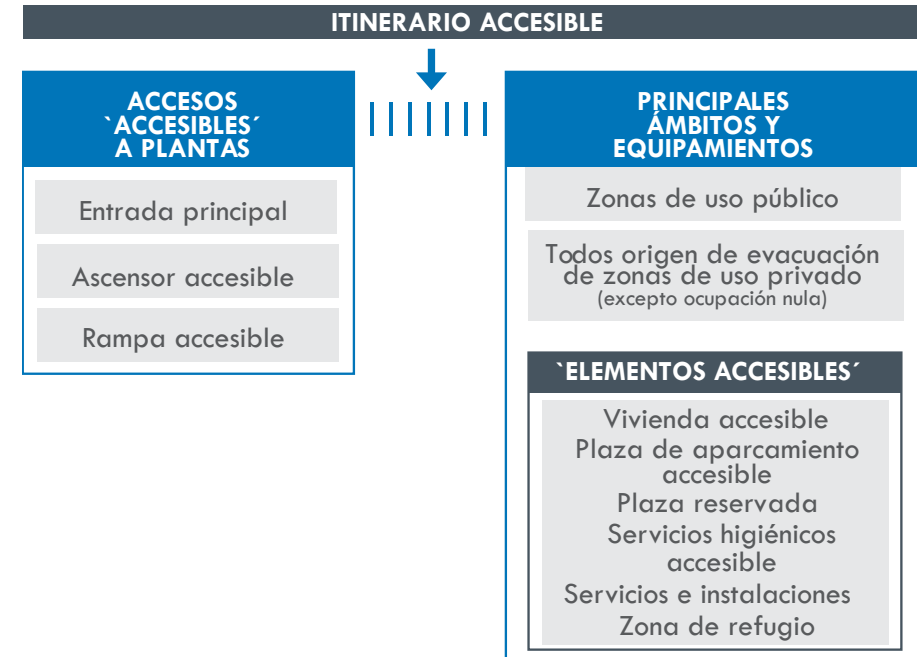 ITINERARIO ACCESIBLE
ACCESOS
`ACCESIBLES´
A PLANTAS
Entrada principal
Ascensor accesible
Rampa accesible
PRINCIPALES
ÁMBITOS Y
EQUIPAMIENTOS
Zonas de uso público
Todos origen de evacuación
de zonas de uso privado
(excepto ocupación nula)
`ELEMENTOS ACCESIBLES´
Vivienda accesible
Plaza de aparcamiento
accesible
Plaza reservada
Servicios higiénicos
accesible
Servicios e instalaciones
Zona de refugio